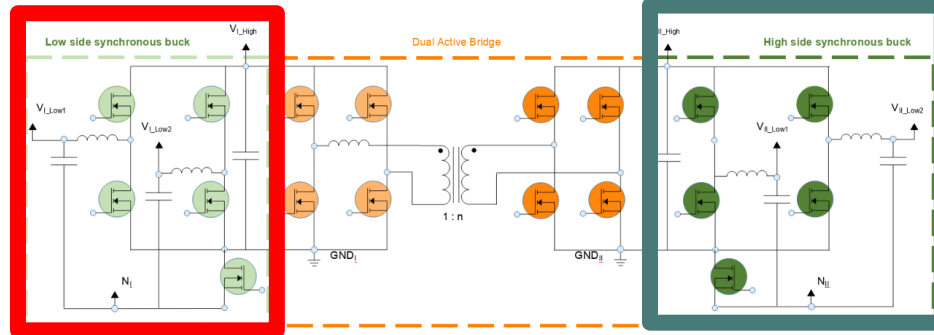 V_I_High
II_High
Low side synchronous buck
Dual Active Bridge
High side synchronous buck
V_I_Low1
V_I_Low2
V_II_Low1
V_II_Low2
1 : n
GND_I
GND_II
N_I
N_II